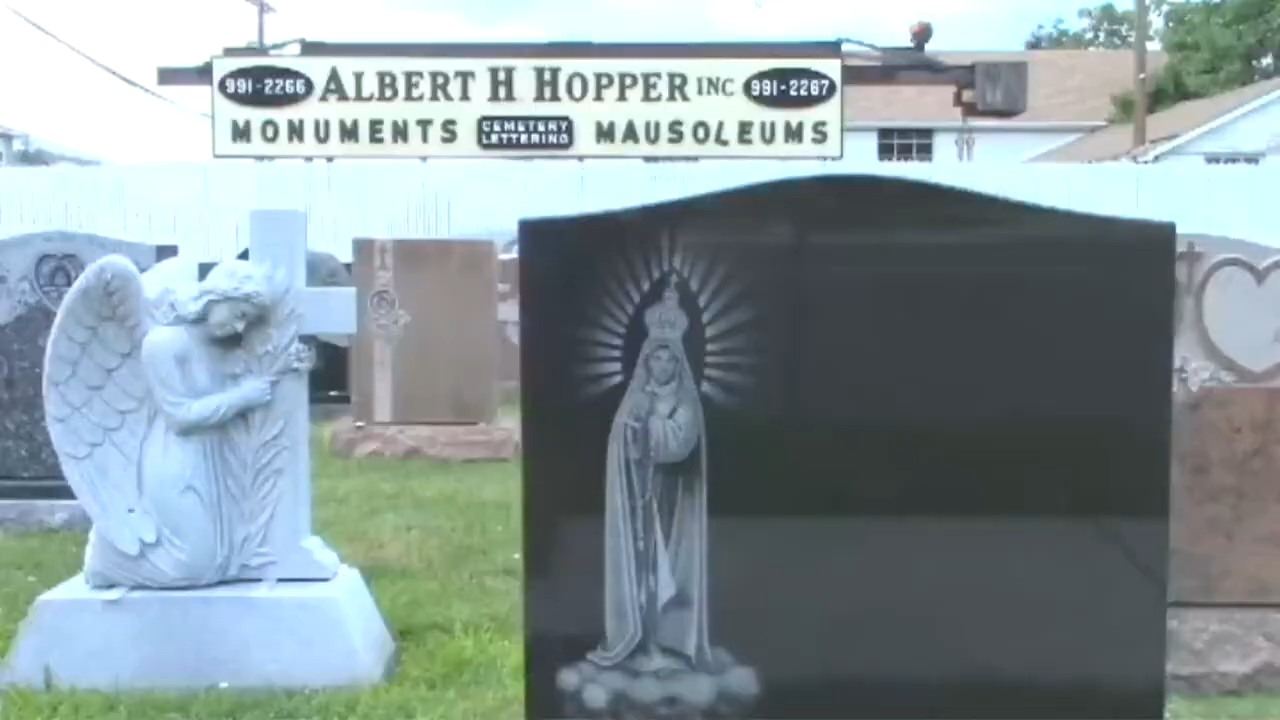 991-2266 ALBERT H HOPPER INC 991-2267
MONUMENTS CEMETERY LETTERING MAUSOLEUMS